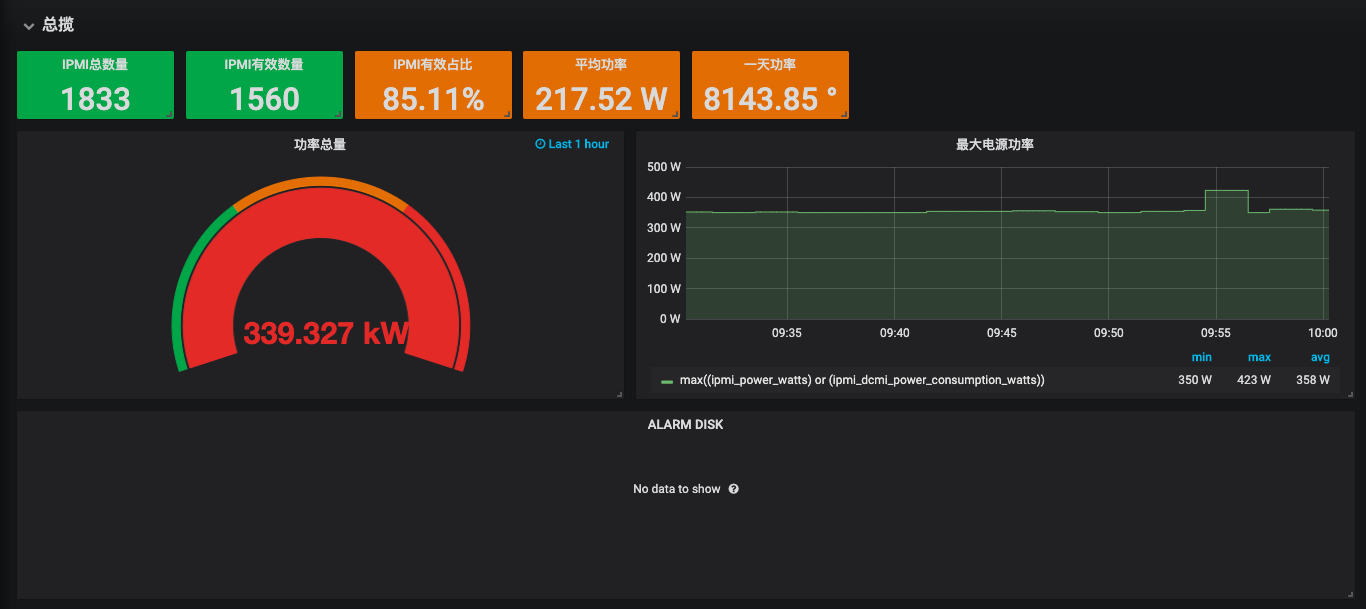 总揽
IPMI总数量
1833
IPMI有效数量
1560
IPMI有效占比
85.11%
平均功率
217.52 W
一天功率
8143.85 °
功率总量
Last 1 hour
339.327 kW
最大电源功率
500 W
400 W
300 W
200 W
100 W
0 W
09:35 09:40 09:45 09:50 09:55 10:00
min max avg
max((ipmi_power_watts) or (ipmi_dcmi_power_consumption_watts)) 350 W 423 W 358 W
ALARM DISK
No data to show